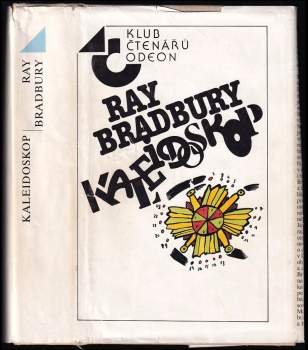 KLUB
ČTENÁŘŮ
ODEON
RAY
BRADBURY
KALEIDOSKOP
RAY
BRADBURY
KALEIDOSKOP